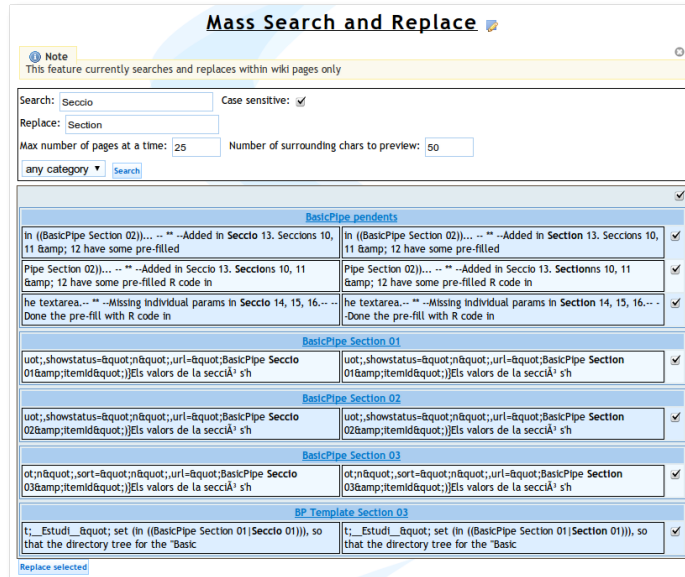 Mass Search and Replace
Note
This feature currently searches and replaces within wiki pages only
Search: Seccio Case sensitive:
Replace: Section
Max number of pages at a time: 25 Number of surrounding chars to preview: 50
any category Search
BasicPipe pendents
in ((BasicPipe Section 02))... -- ** --Added in Seccio 13. Seccions 10,
11 &amp; 12 have some pre-filled
in ((BasicPipe Section 02))... -- ** --Added in Section 13. Seccions 10,
11 &amp; 12 have some pre-filled
Pipe Section 02))... -- ** --Added in Seccio 13. Seccions 10, 11
&amp; 12 have some pre-filled R code in
Pipe Section 02))... -- ** --Added in Seccio 13. Sectionns 10, 11
&amp; 12 have some pre-filled R code in
he textarea.-- ** --Missing individual params in Seccio 14, 15, 16.-- --
Done the pre-fill with R code in
he textarea.-- ** --Missing individual params in Section 14, 15, 16.-- -
-Done the pre-fill with R code in
BasicPipe Section 01
uot;,showstatus=&quot;n&quot;,url=&quot;BasicPipe Seccio
01&amp;itemId&quot;)}Els valors de la secciÃ³ s'h
uot;,showstatus=&quot;n&quot;,url=&quot;BasicPipe Section
01&amp;itemId&quot;)}Els valors de la secciÃ³ s'h
BasicPipe Section 02
uot;,showstatus=&quot;n&quot;,url=&quot;BasicPipe Seccio
02&amp;itemId&quot;)}Els valors de la secciÃ³ s'h
uot;,showstatus=&quot;n&quot;,url=&quot;BasicPipe Section
02&amp;itemId&quot;)}Els valors de la secciÃ³ s'h
BasicPipe Section 03
ot;n&quot;,sort=&quot;n&quot;,url=&quot;BasicPipe Seccio
03&amp;itemId&quot;)}Els valors de la secciÃ³ s'h
ot;n&quot;,sort=&quot;n&quot;,url=&quot;BasicPipe Section
03&amp;itemId&quot;)}Els valors de la secciÃ³ s'h
BP Template Section 03
t;__Estudi__&quot; set (in ((BasicPipe Section 01|Seccio 01))), so
that the directory tree for the "Basic
t;__Estudi__&quot; set (in ((BasicPipe Section 01|Section 01))), so
that the directory tree for the "Basic
Replace selected